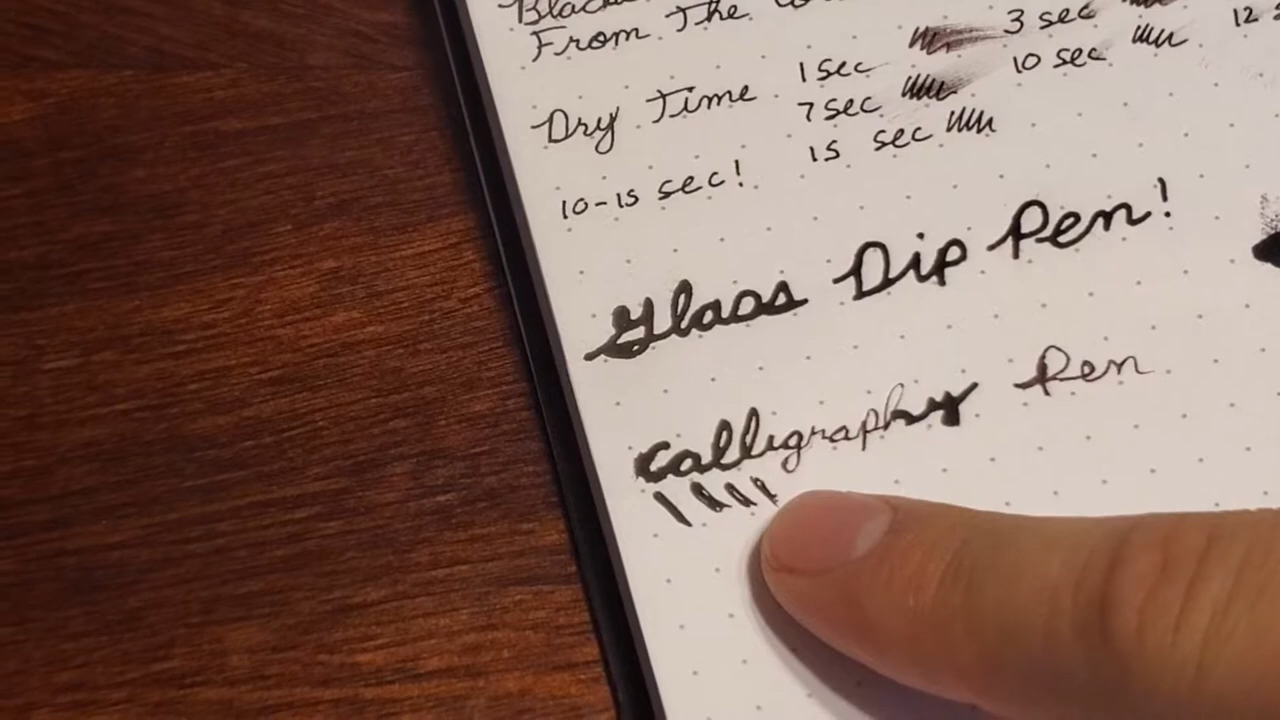 From The
Dry Time 1 sec 3 sec 12
7 sec 10 sec
10-15 sec! 15 sec
Glass Dip Pen!
Calligraphy Pen